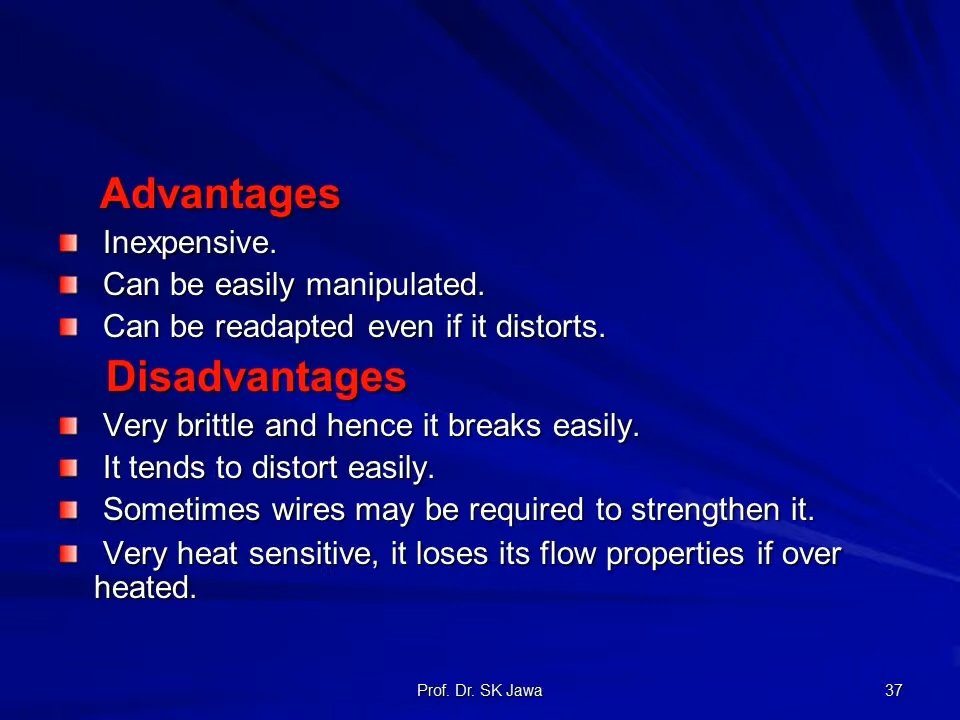 Advantages
Inexpensive.
Can be easily manipulated.
Can be readapted even if it distorts.
Disadvantages
Very brittle and hence it breaks easily.
It tends to distort easily.
Sometimes wires may be required to strengthen it.
Very heat sensitive, it loses its flow properties if over
heated.
Prof. Dr. SK Jawa
37